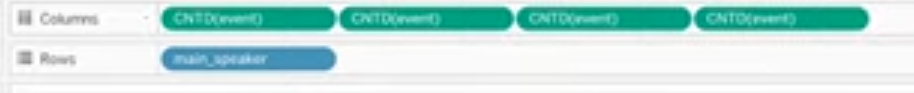 Columns CNTD(event) CNTD(event) CNTD(event) CNTD(event)
Rows main_speaker